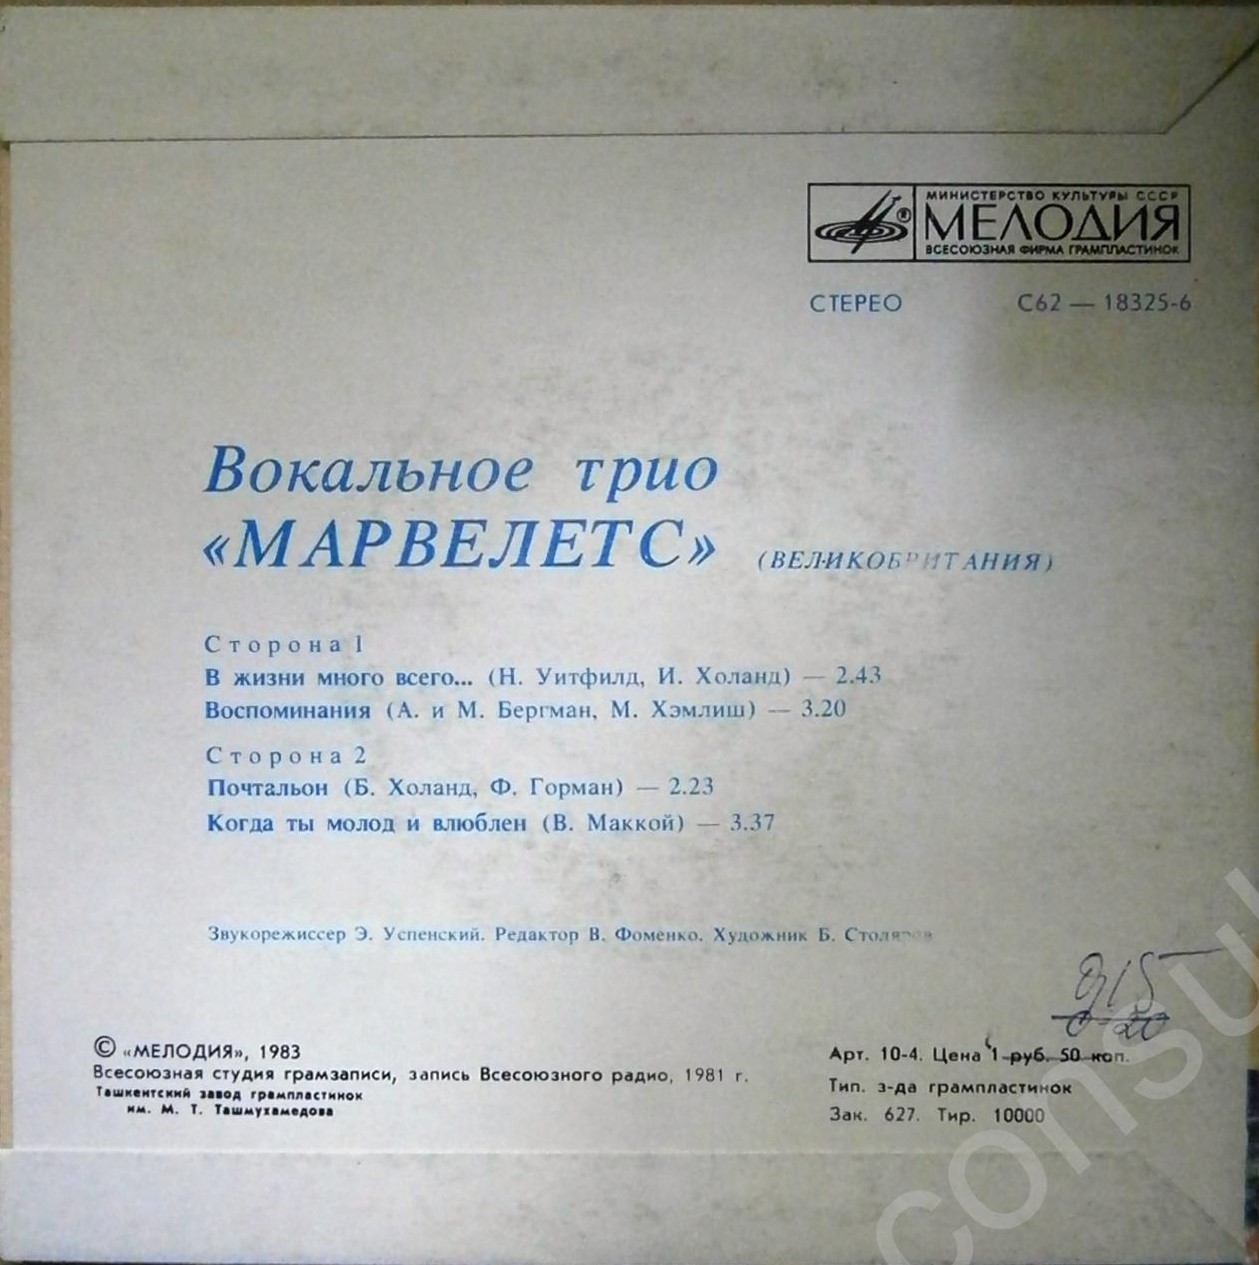 МИНИСТЕРСТВО КУЛЬТУРЫ СССР
МЕЛОДИЯ
ВСЕСОЮЗНАЯ ФИРМА ГРАМПЛАСТИНОК
®
СТЕРЕО С62 — 18325-6
Вокальное трио
«МАРВЕЛЕТС» (ВЕЛИКОБРИТАНИЯ)
Сторона 1
В жизни много всего... (Н. Уитфилд, И. Холанд) — 2.43
Воспоминания (А. и М. Бергман, М. Хэмлиш) — 3.20
Сторона 2
Почтальон (Б. Холанд, Ф. Горман) — 2.23
Когда ты молод и влюблен (В. Маккой) — 3.37
Звукорежиссер Э. Успенский. Редактор В. Фоменко. Художник Б. Столяров
© «МЕЛОДИЯ», 1983
Всесоюзная студия грамзаписи, запись Всесоюзного радио, 1981 г.
Ташкентский завод грампластинок
им. М. Т. Ташмухамедова
0-20
Арт. 10-4. Цена 1 руб. 50 коп.
Тип. з-да грампластинок
Зак. 627. Тир. 10000
consu